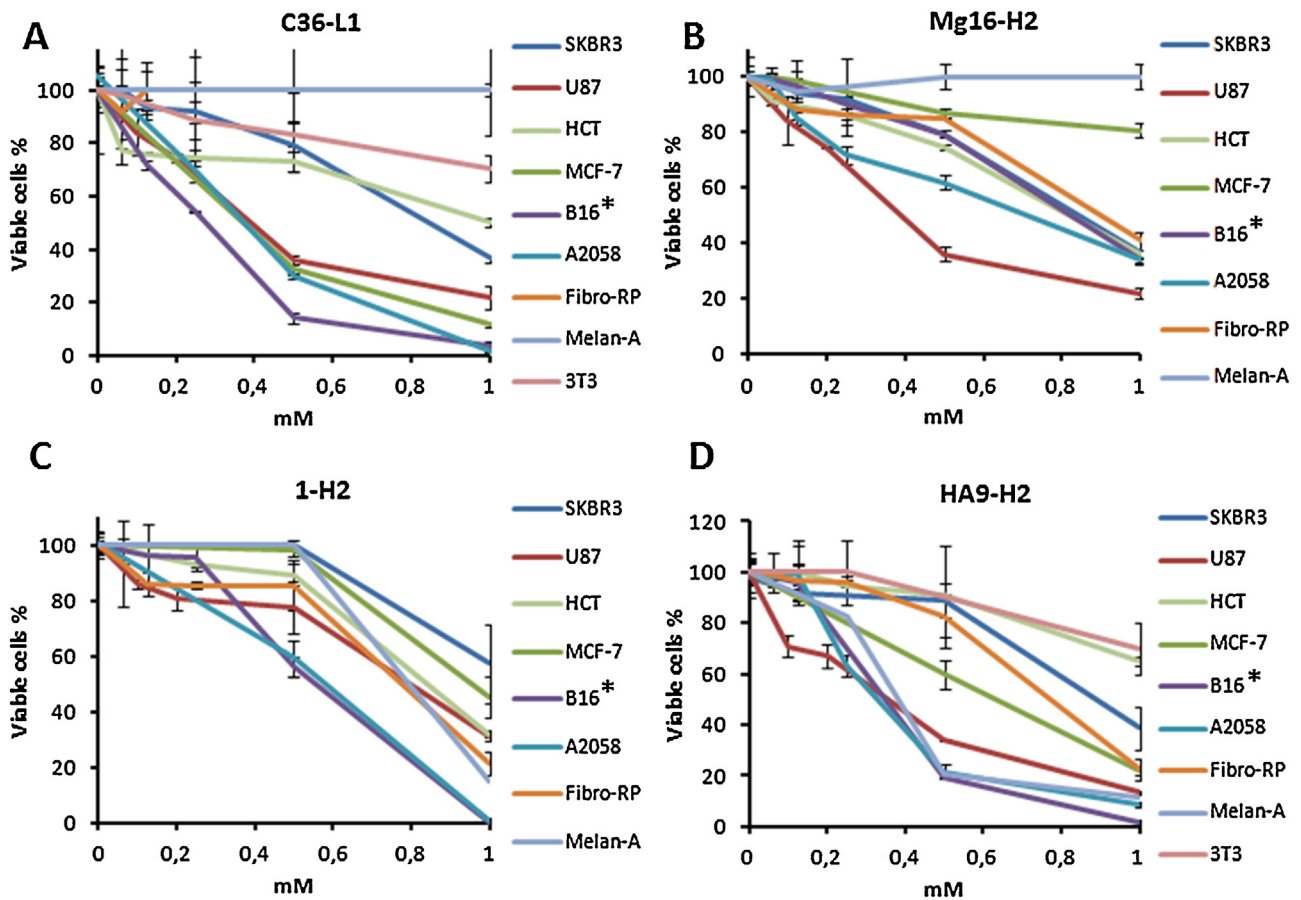 A
C36-L1
Viable cells %
100
80
60
40
20
0
0
0,2
0,4
0,6
0,8
1
mM
SKBR3
U87
HCT
MCF-7
B16*
A2058
Fibro-RP
Melan-A
3T3
B
Mg16-H2
Viable cells %
100
80
60
40
20
0
0
0,2
0,4
0,6
0,8
1
mM
SKBR3
U87
HCT
MCF-7
B16*
A2058
Fibro-RP
Melan-A
C
1-H2
Viable cells %
100
80
60
40
20
0
0
0,2
0,4
0,6
0,8
1
mM
SKBR3
U87
HCT
MCF-7
B16*
A2058
Fibro-RP
Melan-A
D
HA9-H2
Viable cells %
120
100
80
60
40
20
0
0
0,2
0,4
0,6
0,8
1
mM
SKBR3
U87
HCT
MCF-7
B16*
A2058
Fibro-RP
Melan-A
3T3